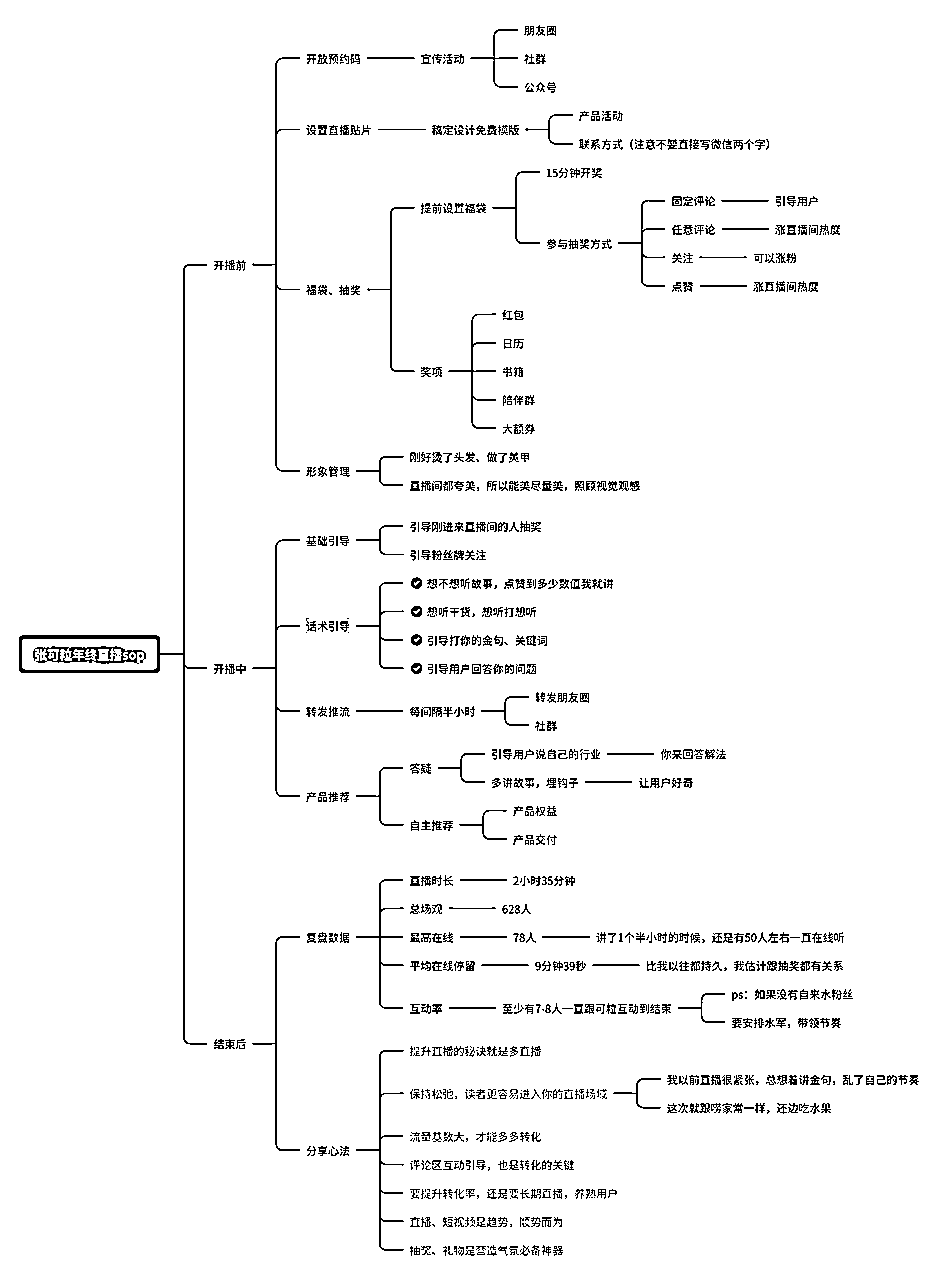 张可粒年终直播sop
开播前
开放预约码
宣传活动
朋友圈
社群
公众号
设置直播贴片
稿定设计免费模版
产品活动
联系方式（注意不要直接写微信两个字）
福袋、抽奖
提前设置福袋
15分钟开奖
参与抽奖方式
固定评论
引导用户
任意评论
涨直播间热度
关注
可以涨粉
点赞
涨直播间热度
奖项
红包
日历
书籍
陪伴群
大额券
形象管理
刚好烫了头发、做了美甲
直播间都夸美，所以能美尽量美，照顾视觉观感
开播中
基础引导
引导刚进来直播间的人抽奖
引导粉丝牌关注
话术引导
想不想听故事，点赞到多少数值我就讲
想听干货，想听打想听
引导打你的金句、关键词
引导用户回答你的问题
转发推流
每间隔半小时
转发朋友圈
社群
产品推荐
答疑
引导用户说自己的行业
你来回答解法
多讲故事，埋钩子
让用户好奇
自主推荐
产品权益
产品交付
结束后
复盘数据
直播时长
2小时35分钟
总场观
628人
最高在线
78人
讲了1个半小时的时候，还是有50人左右一直在线听
平均在线停留
9分钟39秒
比我以往都持久，我估计跟抽奖都有关系
互动率
至少有7-8人一直跟可粒互动到结束
ps：如果没有自来水粉丝
要安排水军，带领节奏
分享心法
提升直播的秘诀就是多直播
保持松弛，读者更容易进入你的直播场域
我以前直播很紧张，总想着讲金句，乱了自己的节奏
这次就跟唠家常一样，还边吃水果
流量基数大，才能多多转化
评论区互动引导，也是转化的关键
要提升转化率，还是要长期直播，养熟用户
直播、短视频是趋势，顺势而为
抽奖、礼物是营造气氛必备神器